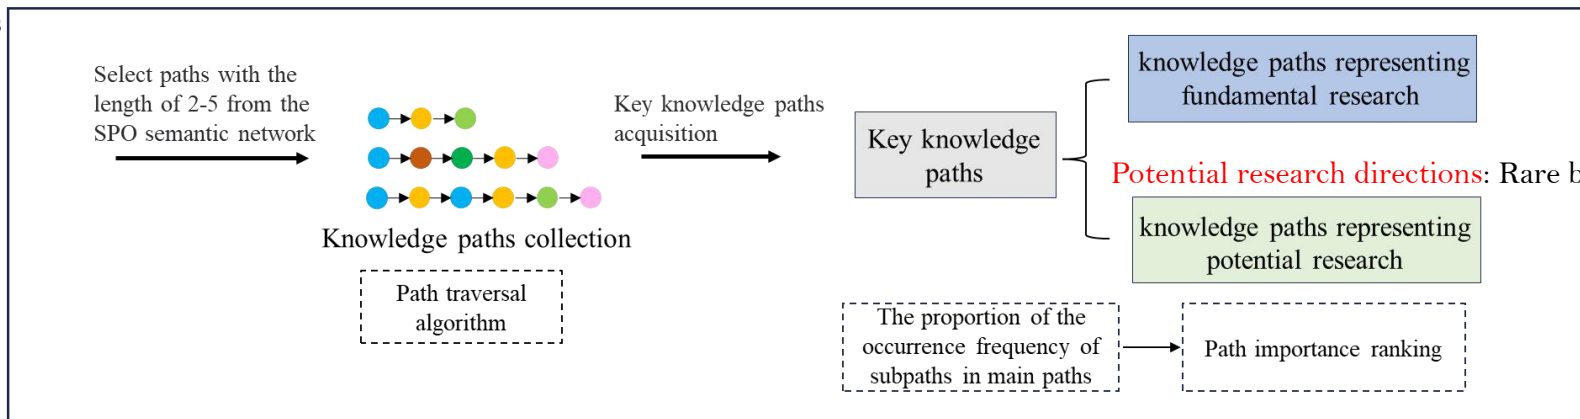 Select paths with the
length of 2-5 from the
SPO semantic network
Knowledge paths collection
Path traversal
algorithm
Key knowledge paths
acquisition
Key knowledge
paths
knowledge paths representing
fundamental research
Potential research directions: Rare b
knowledge paths representing
potential research
The proportion of the
occurrence frequency of
subpaths in main paths
Path importance ranking